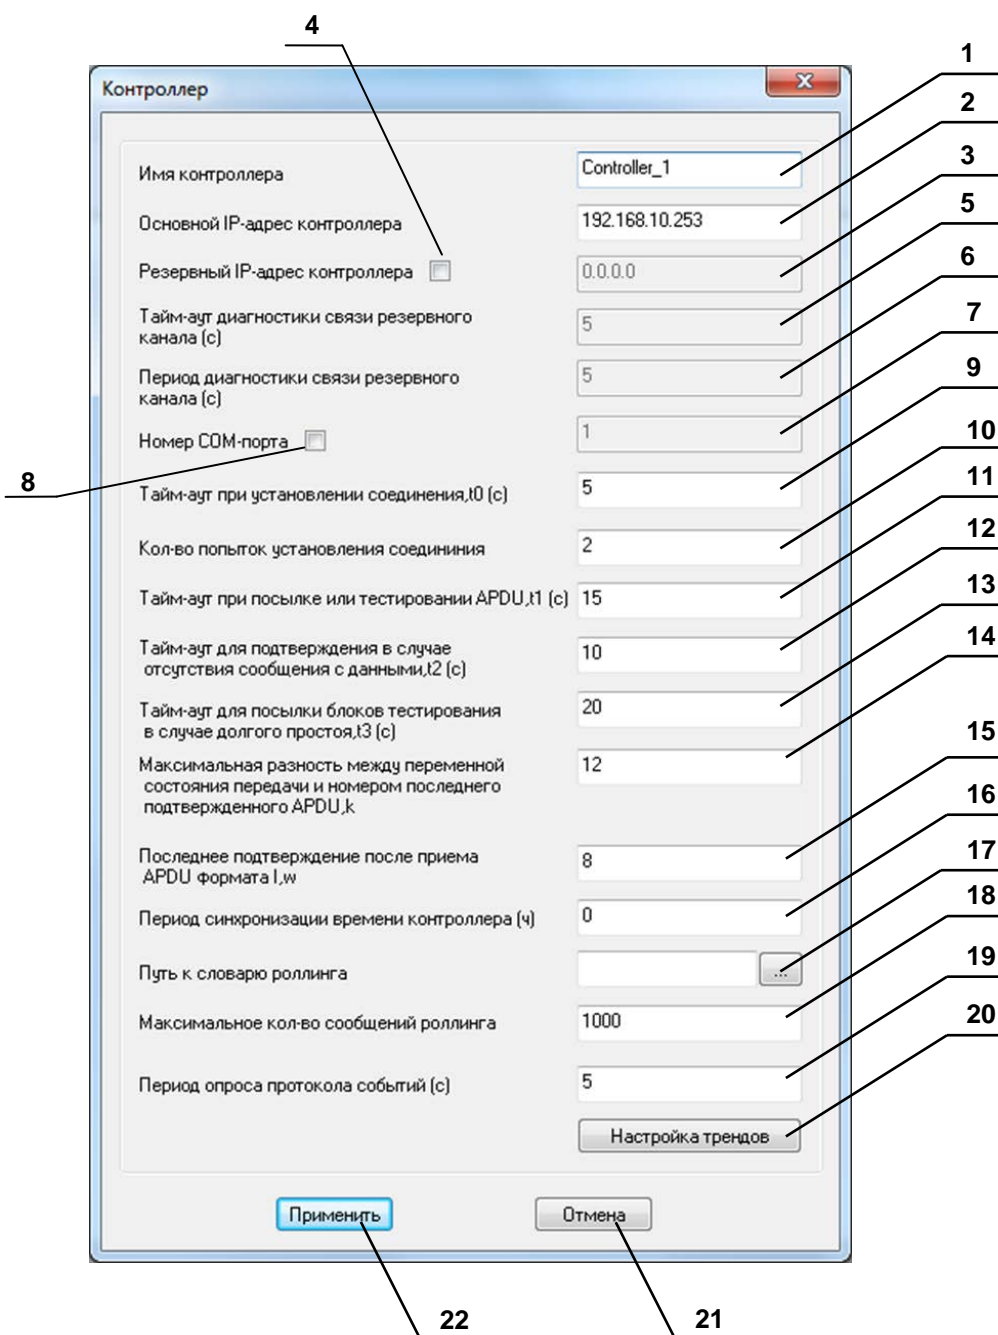 4
1
Контроллер
2
Имя контроллера
Controller_1
3
Основной IP-адрес контроллера
192.168.10.253
5
Резервный IP-адрес контроллера
0.0.0.0
6
Тайм-аут диагностики связи резервного
канала (с)
5
7
Период диагностики связи резервного
канала (с)
5
9
Номер COM-порта
1
10
8
Тайм-аут при установлении соединения,t0 (с)
5
11
Кол-во попыток установления соедининия
2
12
Тайм-аут при посылке или тестировании APDU,t1 (с)
15
13
Тайм-аут для подтверждения в случае
отсутствия сообщения с данными,t2 (с)
10
14
Тайм-аут для посылки блоков тестирования
в случае долгого простоя,t3 (с)
20
15
Максимальная разность между переменной
состояния передачи и номером последнего
подтвержденного APDU,k
12
16
Последнее подтверждение после приема
APDU формата I,w
8
17
18
Период синхронизации времени контроллера (ч)
0
19
Путь к словарю роллинга
...
20
Максимальное кол-во сообщений роллинга
1000
Период опроса протокола событий (с)
5
Настройка трендов
Применить
Отмена
22
21